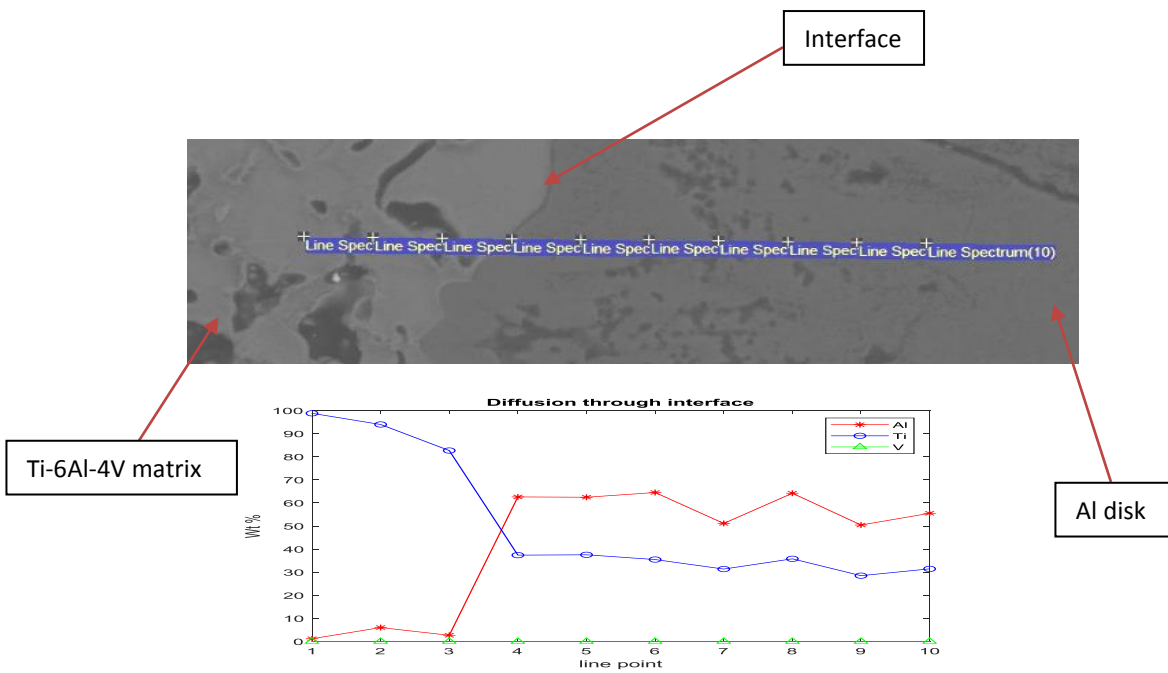 Interface
Line Spec Line Spec Line Spec Line Spec Line Spec Line Spec Line Spec Line Spec Line Spec Line Spectrum(10)
Ti-6Al-4V matrix
Al disk
Diffusion through interface
100
90
80
70
60
50
40
30
20
10
0
Wt %
Al
Ti
V
1 2 3 4 5 6 7 8 9 10
line point